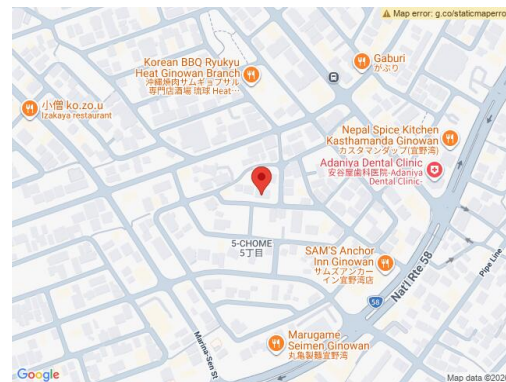 Map error: g.co/staticmaperro
Korean BBQ Ryukyu
Heat Ginowan Branch
沖縄焼肉サムギョプサル
専門店酒場 琉球 Heat…
Gaburi
がぶり
小僧 ko.zo.u
Izakaya restaurant
Nepal Spice Kitchen
Kasthamanda Ginowan
カスタマンダップ(宜野湾)
Adaniya Dental Clinic
安谷屋歯科医院-Adaniya
Dental Clinic-
5-CHOME
5丁目
SAM'S Anchor
Inn Ginowan
サムズアンカー
イン宜野湾店
Nat'l Rte 58
58
Pipe Line
Marina-Sen St
Marugame
Seimen Ginowan
丸亀製麺宜野湾
Google
Map data ©202